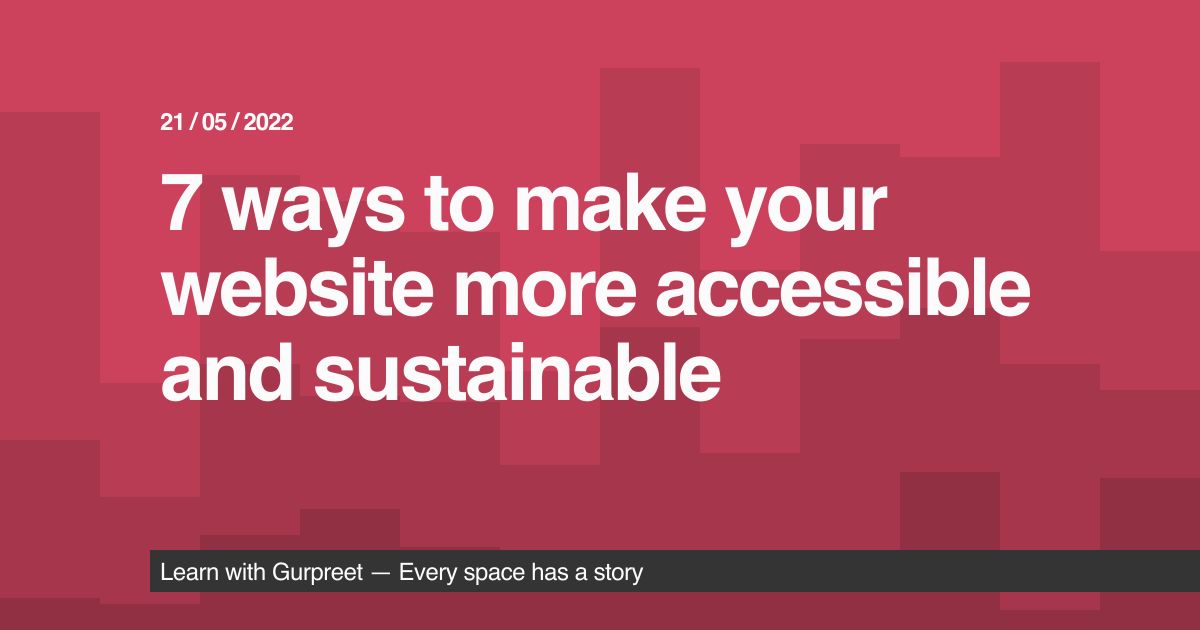 21 / 05 / 2022
7 ways to make your
website more accessible
and sustainable
Learn with Gurpreet — Every space has a story